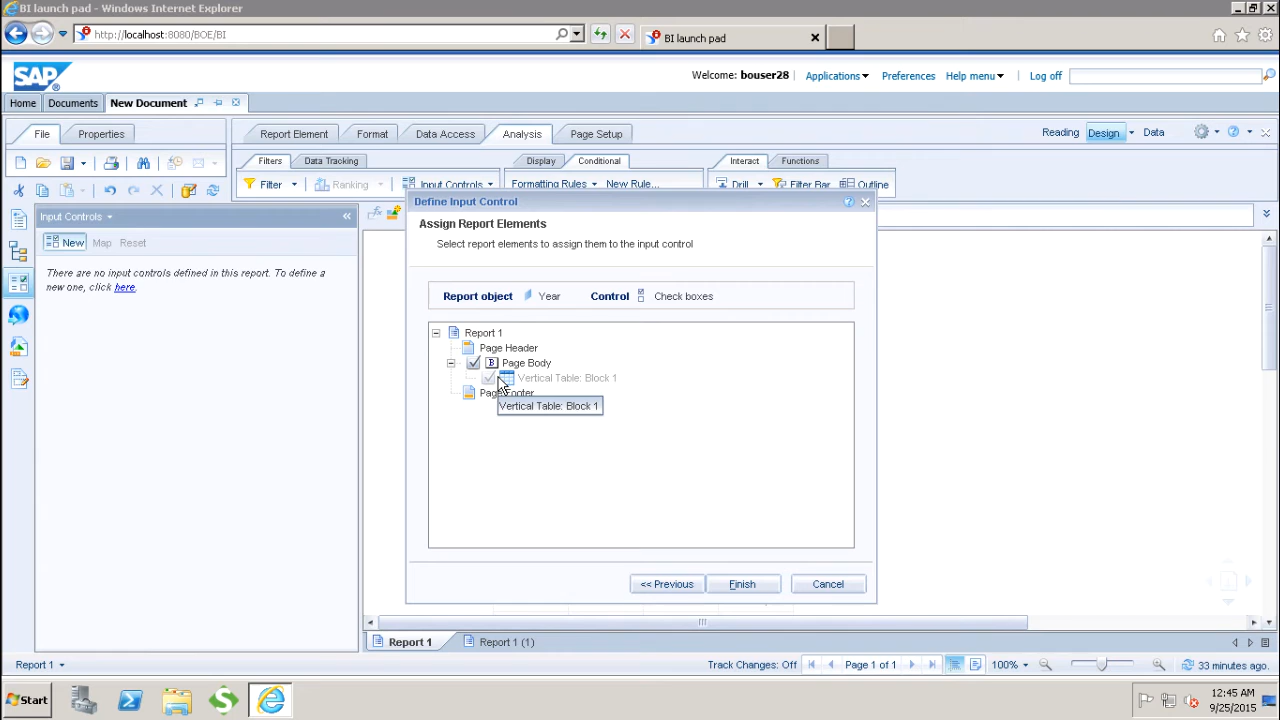 BI launch pad - Windows Internet Explorer
http://localhost:8080/BOE/BI
BI launch pad
SAP
Welcome: bouser28 Applications Preferences Help menu Log off
Home Documents New Document
File Properties Report Element Format Data Access Analysis Page Setup Reading Design Data
Filters Data Tracking Display Conditional Interact Functions
Filter Ranking Input Controls Formatting Rules New Rule... Drill Filter Bar Outline
Define Input Control
Input Controls
Assign Report Elements
New Map Reset
Select report elements to assign them to the input control
There are no input controls defined in this report. To define a
new one, click here.
Report object Year Control Check boxes
Report 1
Page Header
B Page Body
Vertical Table: Block 1
Page Footer
Vertical Table: Block 1
<< Previous Finish Cancel
Report 1 Report 1 (1)
Report 1 Track Changes: Off Page 1 of 1 100% 33 minutes ago.
Start
12:45 AM
9/25/2015